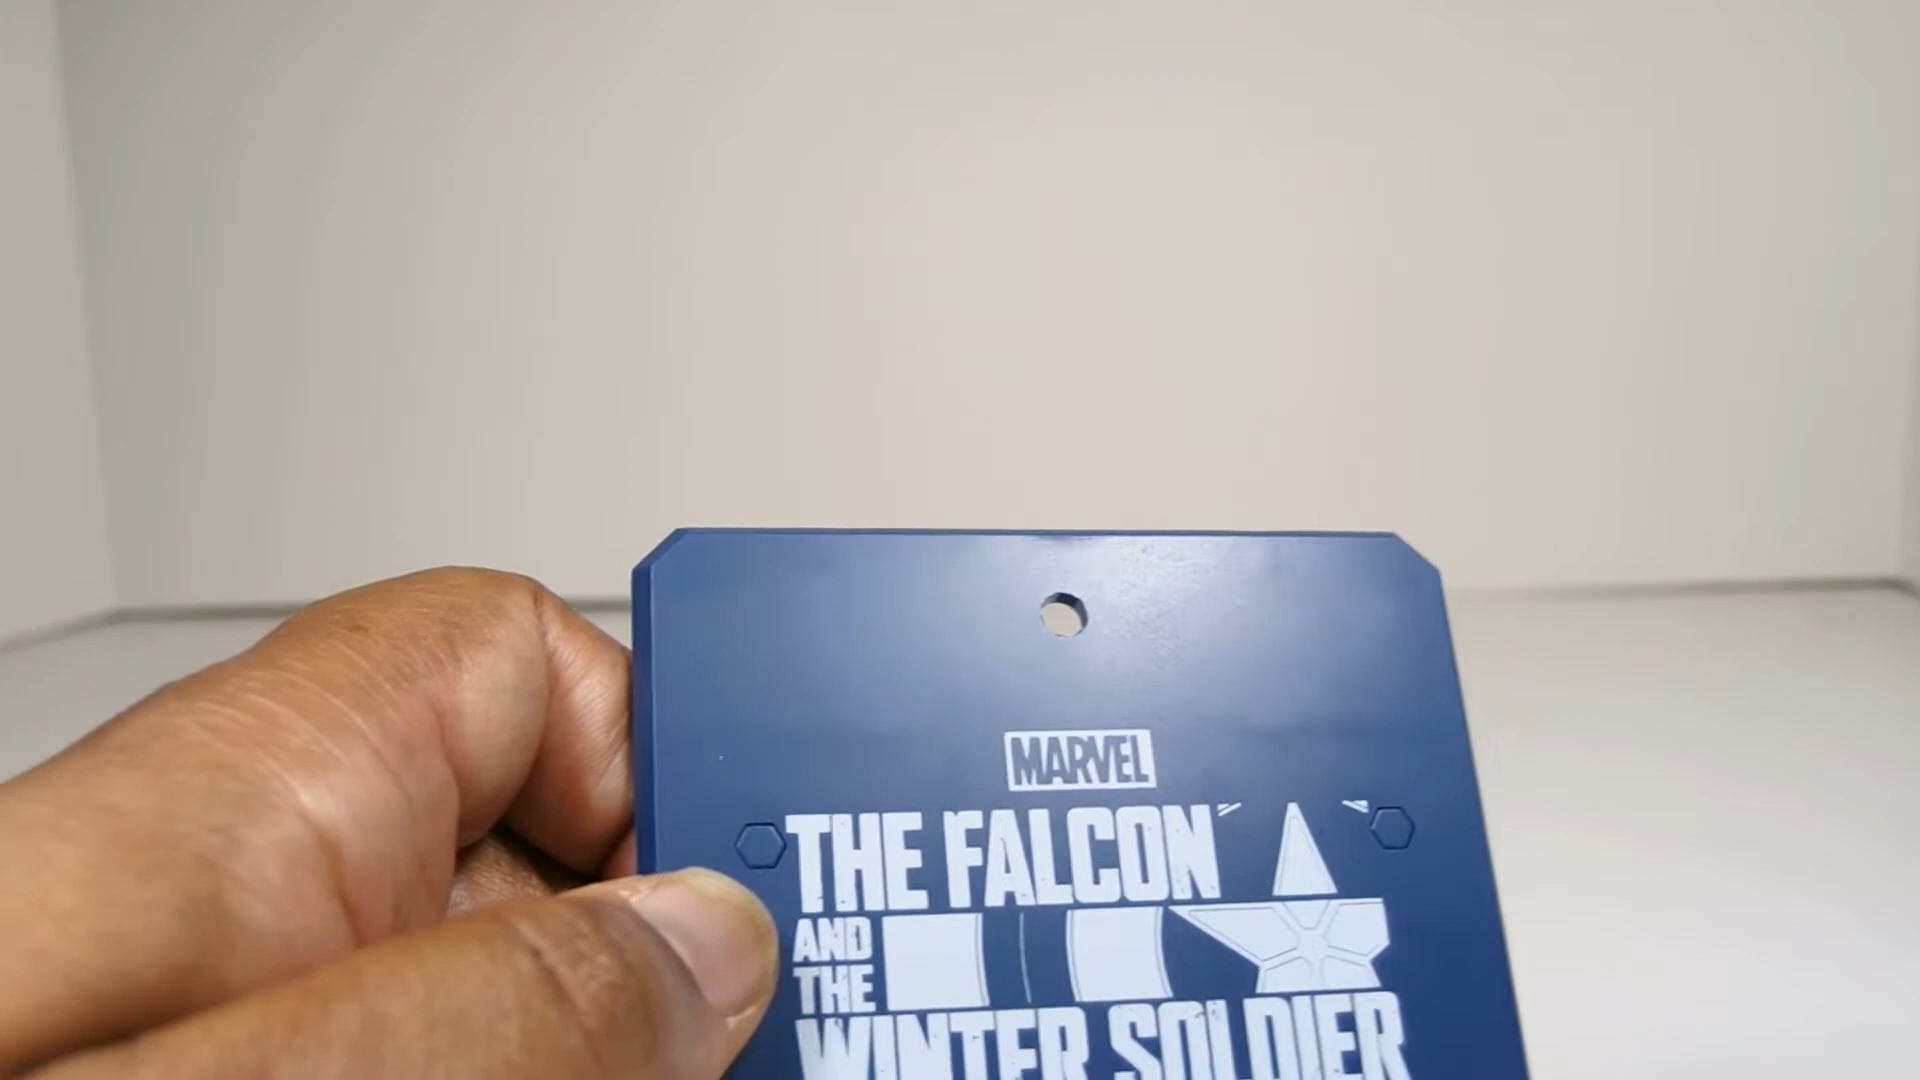 MARVEL
THE FALCON
AND
THE
WINTER SOLDIER